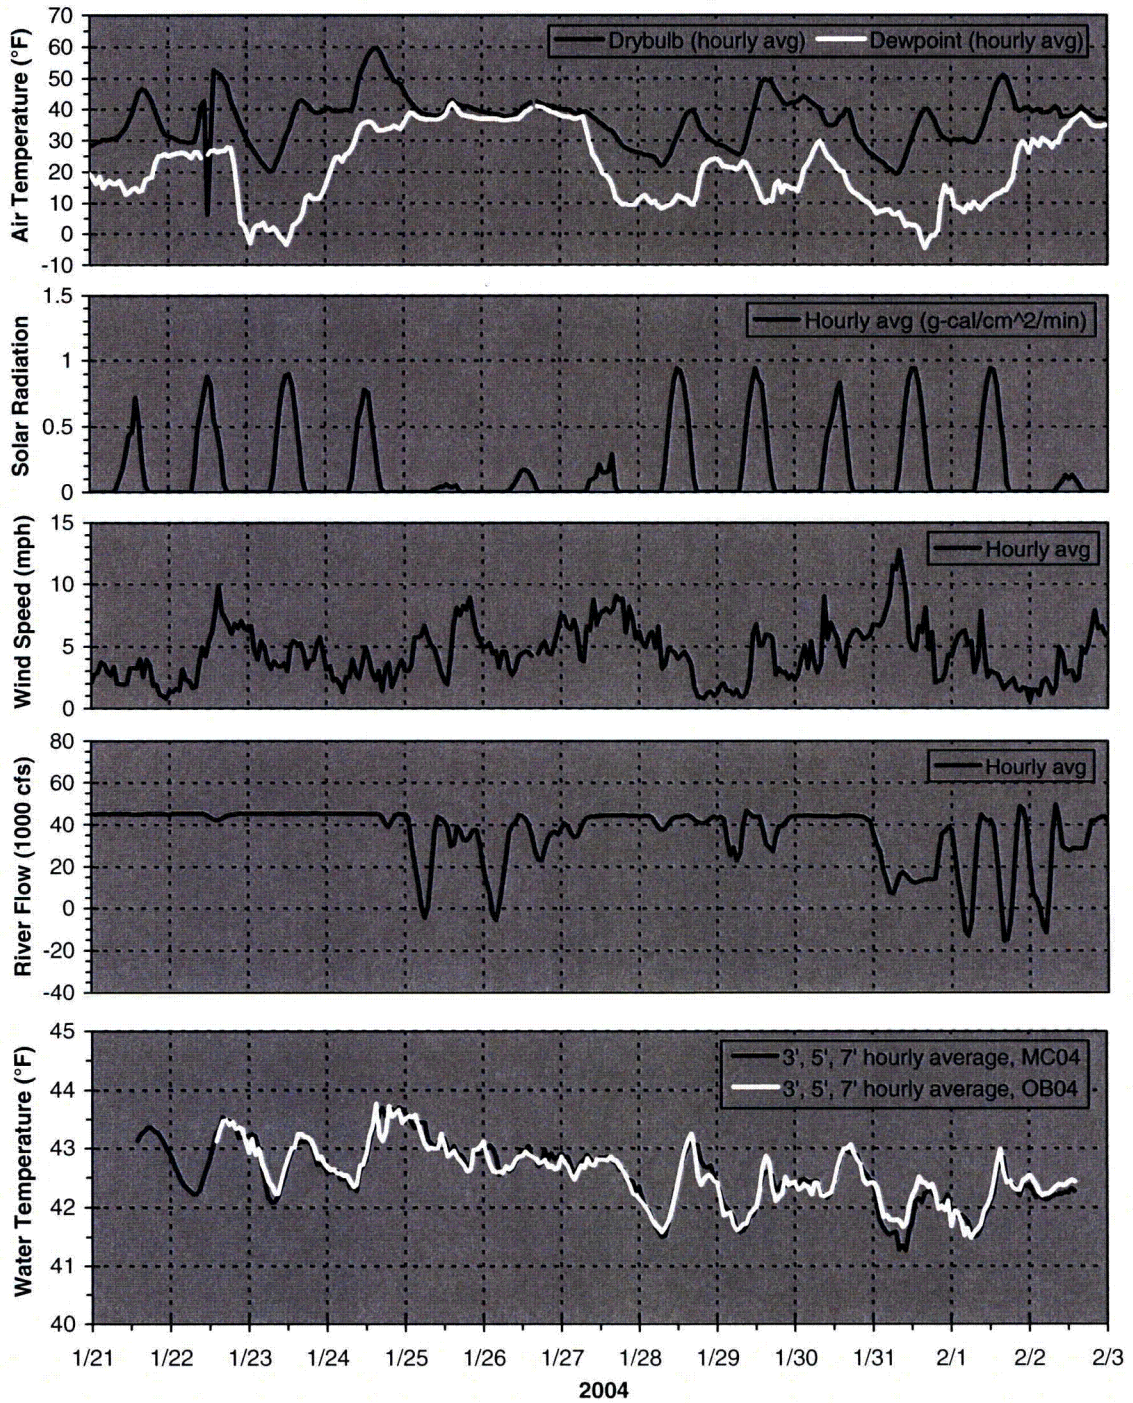 70
60
50
40
30
20
10
0
-10
Air Temperature (°F)
Drybulb (hourly avg) Dewpoint (hourly avg)
1.5
1
0.5
0
Solar Radiation
Hourly avg (g-cal/cm^2/min)
15
10
5
0
Wind Speed (mph)
Hourly avg
80
60
40
20
0
-20
-40
River Flow (1000 cfs)
Hourly avg
45
44
43
42
41
40
Water Temperature (°F)
3', 5', 7' hourly average, MC04
3', 5', 7' hourly average, OB04
1/21 1/22 1/23 1/24 1/25 1/26 1/27 1/28 1/29 1/30 1/31 2/1 2/2 2/3
2004